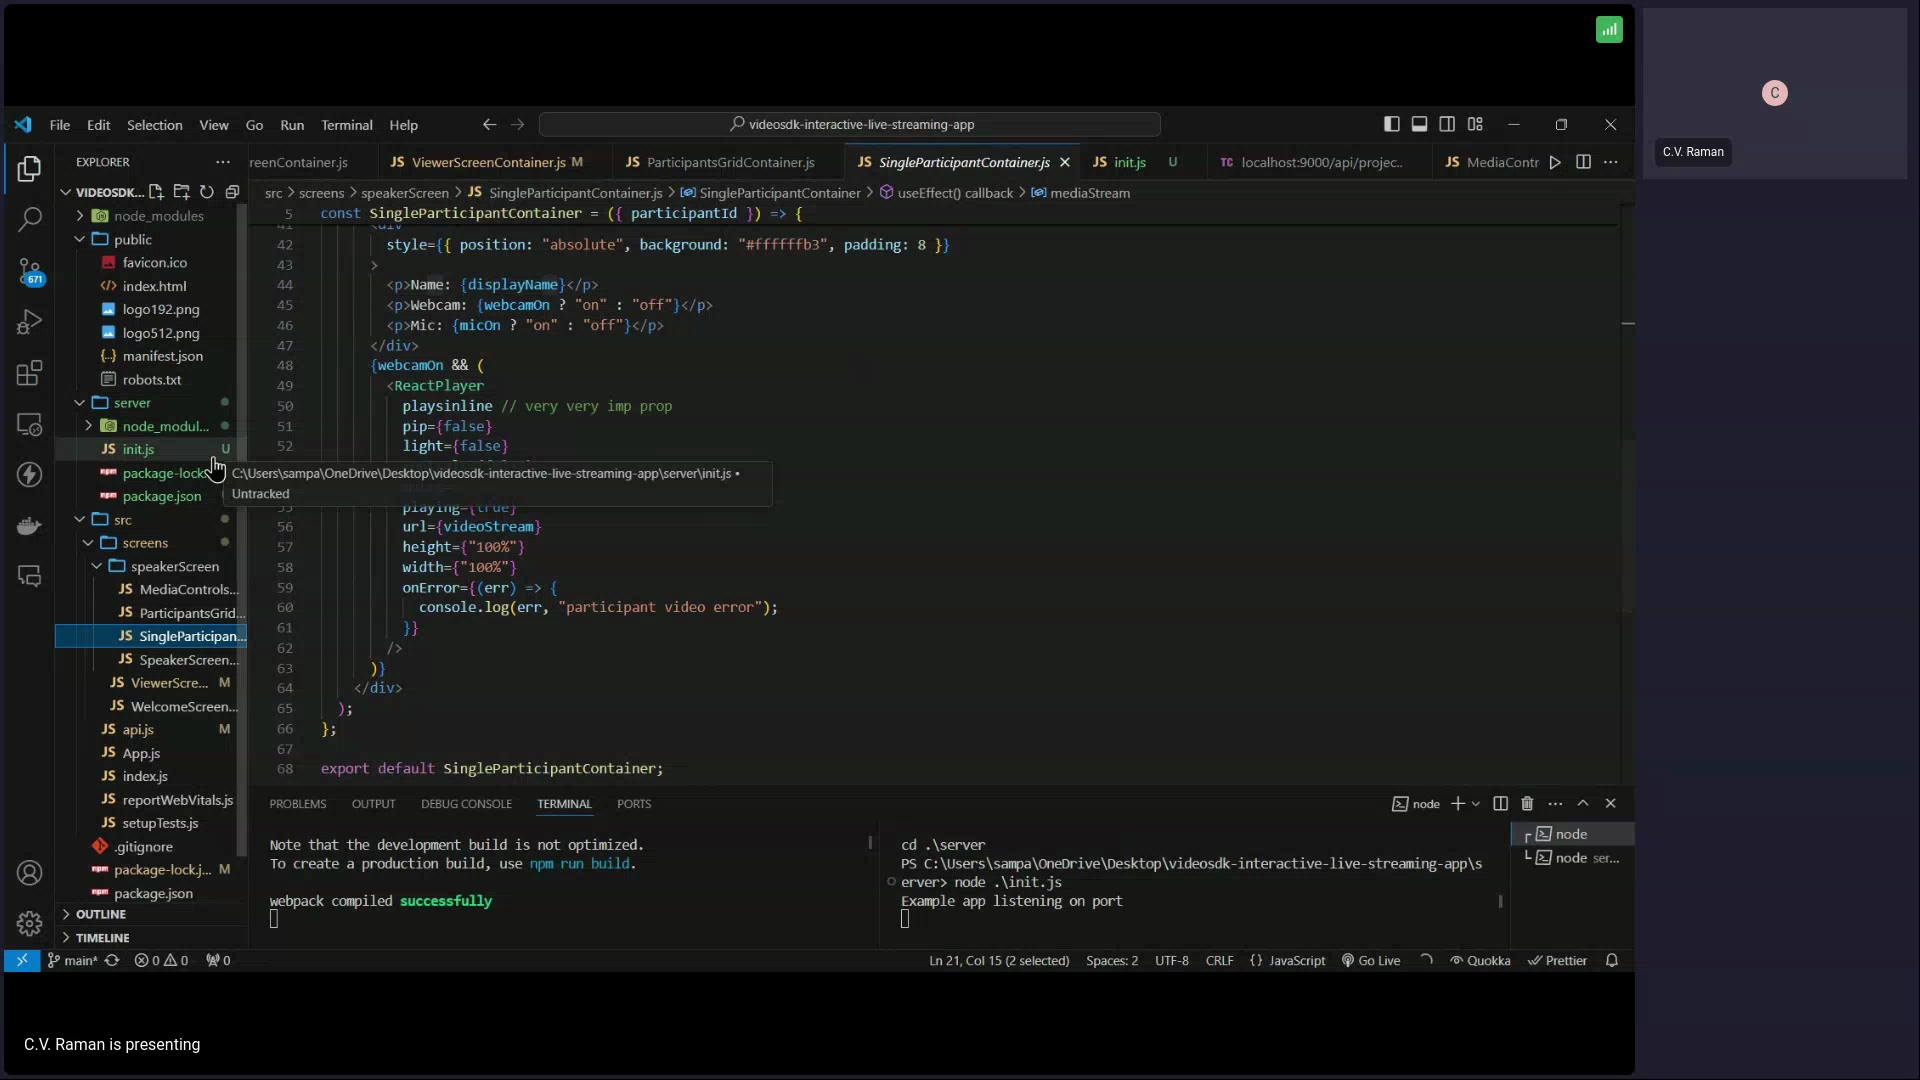 C
C.V. Raman
File Edit Selection View Go Run Terminal Help
videosdk-interactive-live-streaming-app
EXPLORER
VIDEOSDK...
node_modules
public
favicon.ico
index.html
logo192.png
logo512.png
manifest.json
robots.txt
server
node_modul...
init.js U
package-lock
package.json
src
screens
speakerScreen
MediaControls...
ParticipantsGrid...
SingleParticipan...
SpeakerScreen...
ViewerScre... M
WelcomeScreen...
api.js M
App.js
index.js
reportWebVitals.js
setupTests.js
.gitignore
package-lock.j... M
package.json
OUTLINE
TIMELINE
671
reenContainer.js
ViewerScreenContainer.js M
ParticipantsGridContainer.js
SingleParticipantContainer.js
init.js U
localhost:9000/api/projec..
MediaContr
src > screens > speakerScreen > JS SingleParticipantContainer.js > SingleParticipantContainer > useEffect() callback > mediaStream
5 const SingleParticipantContainer = ({ participantId }) => {
41 <div
42 style={{ position: "absolute", background: "#ffffffb3", padding: 8 }}
43 >
44 <p>Name: {displayName}</p>
45 <p>Webcam: {webcamOn ? "on" : "off"}</p>
46 <p>Mic: {micOn ? "on" : "off"}</p>
47 </div>
48 {webcamOn && (
49 <ReactPlayer
50 playsinline // very very imp prop
51 pip={false}
52 light={false}
C:\Users\sampa\OneDrive\Desktop\videosdk-interactive-live-streaming-app\server\init.js •
Untracked
55 playing={true}
56 url={videoStream}
57 height={"100%"}
58 width={"100%"}
59 onError={(err) => {
60 console.log(err, "participant video error");
61 }}
62 />
63 )}
64 </div>
65 );
66 };
67
68 export default SingleParticipantContainer;
PROBLEMS OUTPUT DEBUG CONSOLE TERMINAL PORTS
node
Note that the development build is not optimized.
To create a production build, use npm run build.
webpack compiled successfully
cd .\server
PS C:\Users\sampa\OneDrive\Desktop\videosdk-interactive-live-streaming-app\s
erver> node .\init.js
Example app listening on port
node
node ser...
main* 0 0 0
Ln 21, Col 15 (2 selected) Spaces: 2 UTF-8 CRLF {} JavaScript Go Live Quokka Prettier
C.V. Raman is presenting